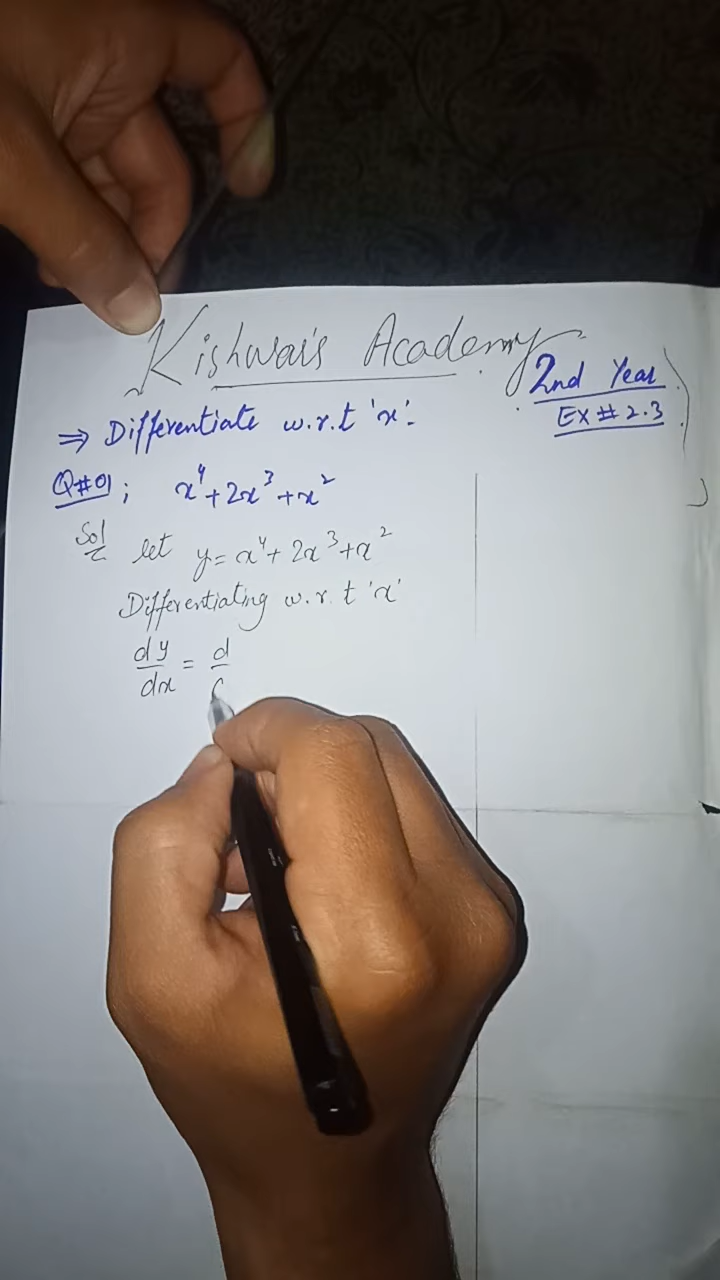 Kishwar's Academy
2nd Year
EX # 2.3
⇒ Differentiate w.r.t 'x'.
Q#01; x⁴+2x³+x²
Sol let y=x⁴+2x³+x²
Differentiating w.r.t 'x'
dy/dx = d/